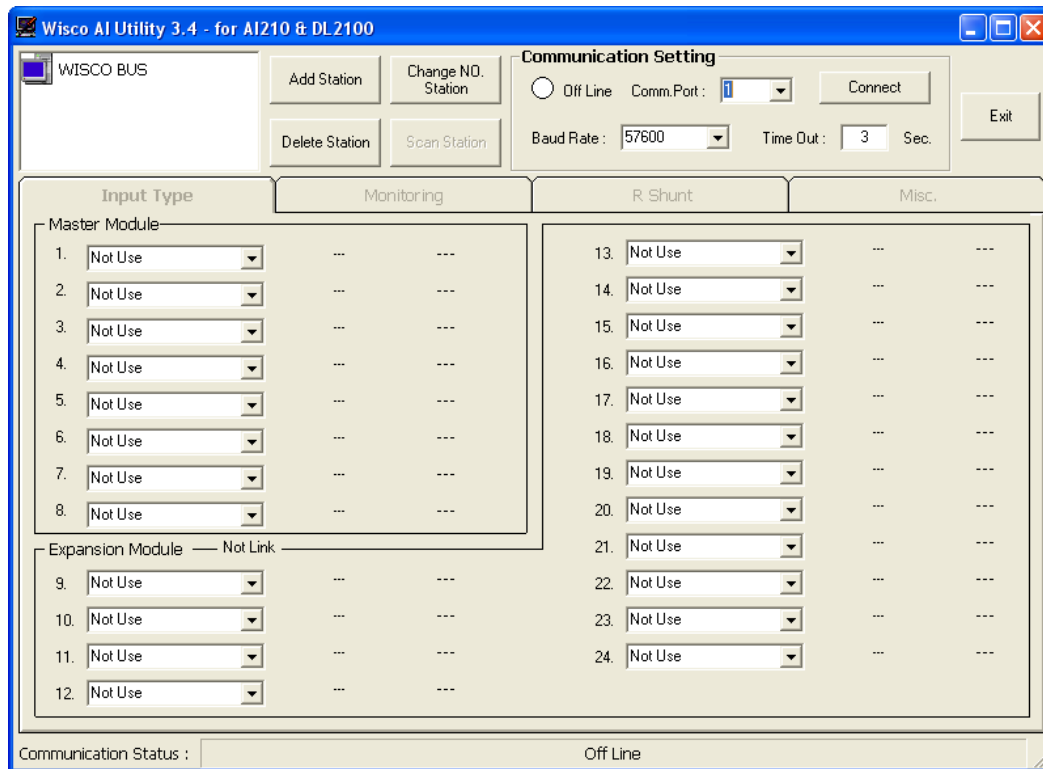 Wisco AI Utility 3.4 - for AI210 & DL2100
WISCO BUS
Add Station
Change NO. Station
Delete Station
Scan Station
Communication Setting
Off Line Comm.Port : 1 Connect
Baud Rate : 57600 Time Out : 3 Sec.
Exit
Input Type Monitoring R Shunt Misc.
Master Module
1. Not Use --- ---
2. Not Use --- ---
3. Not Use --- ---
4. Not Use --- ---
5. Not Use --- ---
6. Not Use --- ---
7. Not Use --- ---
8. Not Use --- ---
Expansion Module Not Link
9. Not Use --- ---
10. Not Use --- ---
11. Not Use --- ---
12. Not Use --- ---
13. Not Use --- ---
14. Not Use --- ---
15. Not Use --- ---
16. Not Use --- ---
17. Not Use --- ---
18. Not Use --- ---
19. Not Use --- ---
20. Not Use --- ---
21. Not Use --- ---
22. Not Use --- ---
23. Not Use --- ---
24. Not Use --- ---
Communication Status : Off Line